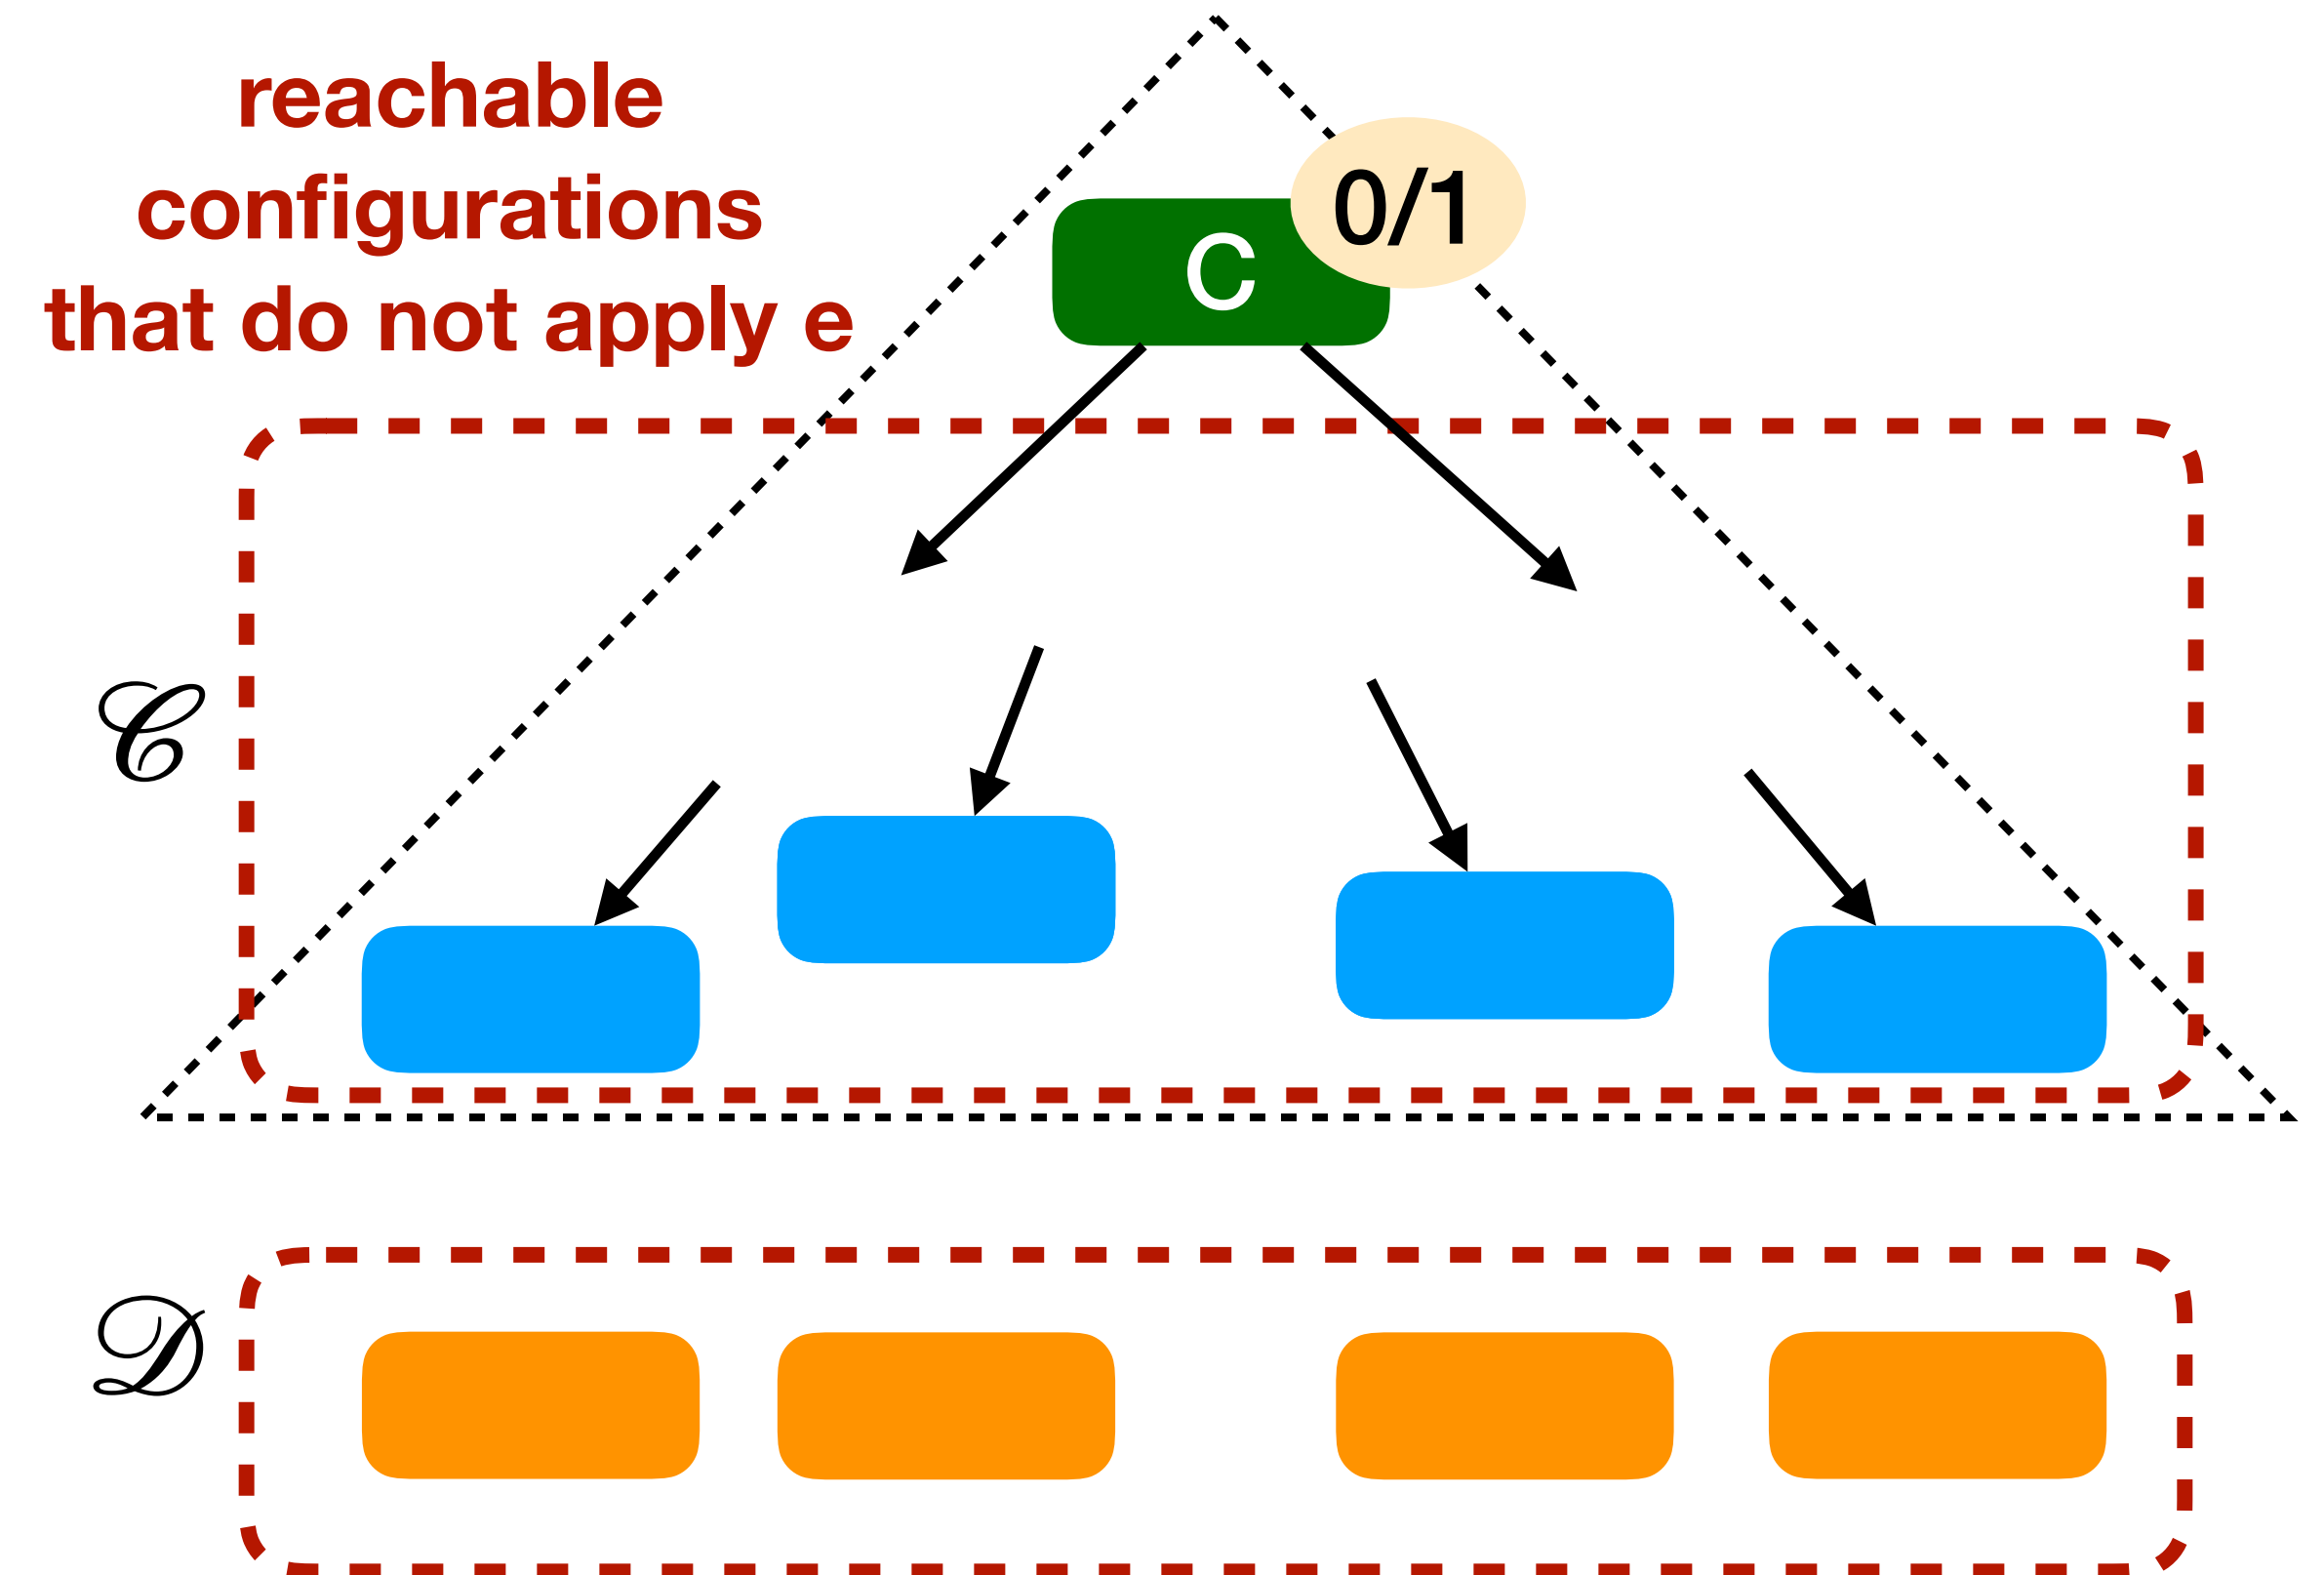 reachable
configurations
that do not apply e
0/1
C
𝒞
𝒟